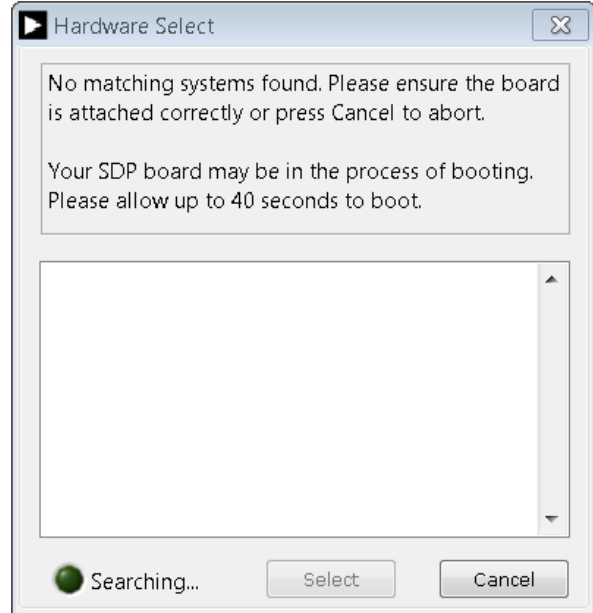 Hardware Select
No matching systems found. Please ensure the board
is attached correctly or press Cancel to abort.
Your SDP board may be in the process of booting.
Please allow up to 40 seconds to boot.
Searching...
Select
Cancel